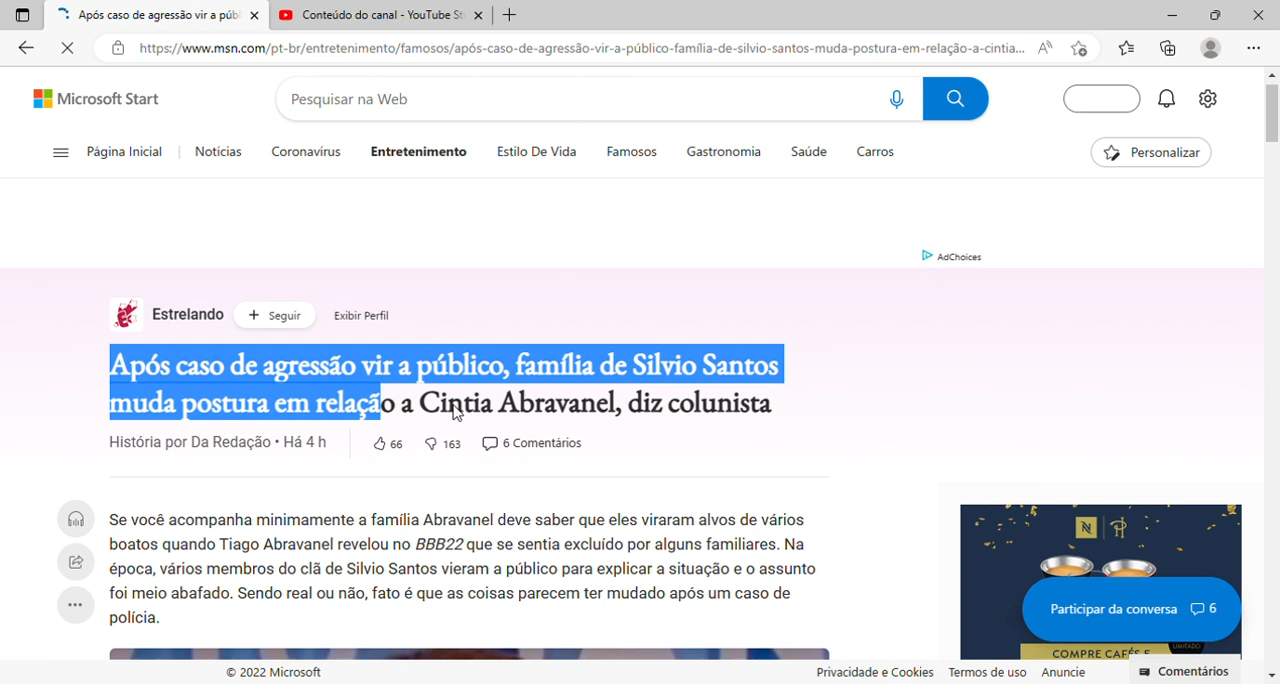 Após caso de agressão vir a públ
Conteúdo do canal - YouTube St
https://www.msn.com/pt-br/entretenimento/famosos/após-caso-de-agressão-vir-a-público-família-de-silvio-santos-muda-postura-em-relação-a-cintia...
Microsoft Start
Pesquisar na Web
Página Inicial
Notícias
Coronavírus
Entretenimento
Estilo De Vida
Famosos
Gastronomia
Saúde
Carros
Personalizar
AdChoices
Estrelando
+ Seguir
Exibir Perfil
Após caso de agressão vir a público, família de Silvio Santos
muda postura em relação a Cintia Abravanel, diz colunista
História por Da Redação • Há 4 h
66
163
6 Comentários
Se você acompanha minimamente a família Abravanel deve saber que eles viraram alvos de vários
boatos quando Tiago Abravanel revelou no BBB22 que se sentia excluído por alguns familiares. Na
época, vários membros do clã de Silvio Santos vieram a público para explicar a situação e o assunto
foi meio abafado. Sendo real ou não, fato é que as coisas parecem ter mudado após um caso de
polícia.
N
Participar da conversa 6
COMPRE CAFÉS E
LIMITADO
© 2022 Microsoft
Privacidade e Cookies
Termos de uso
Anuncie
Comentários